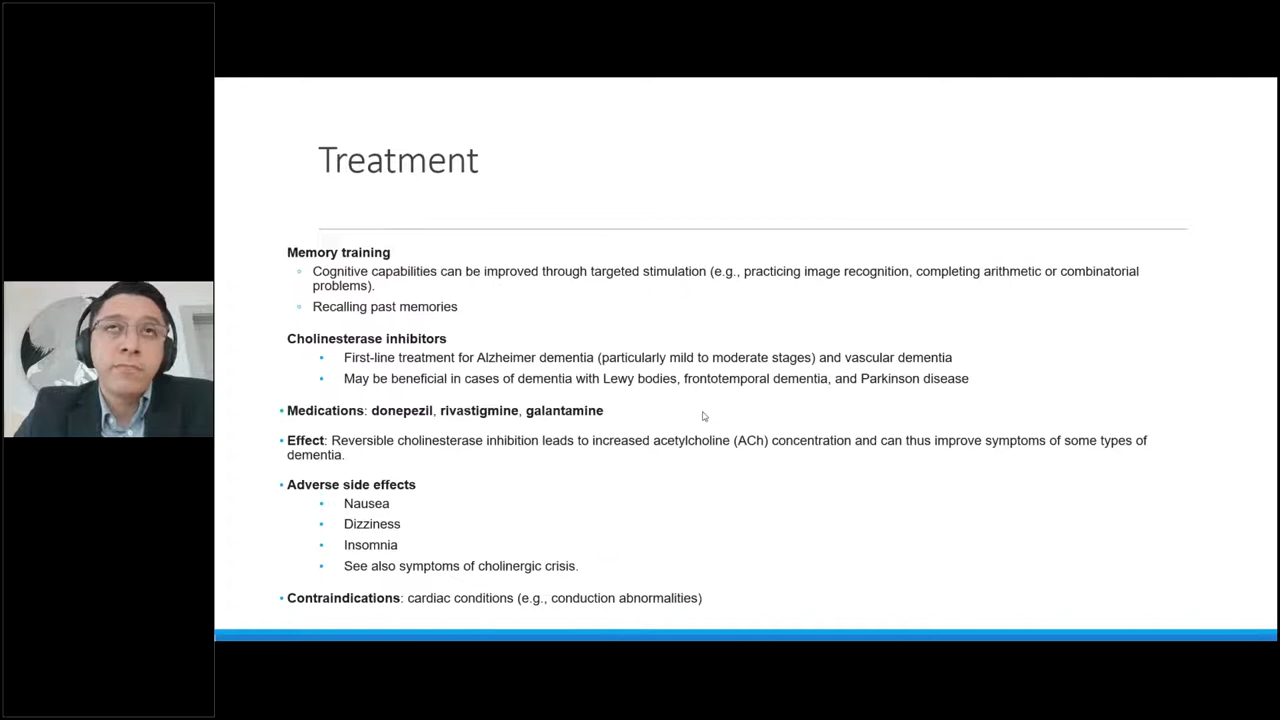 Treatment
Memory training
Cognitive capabilities can be improved through targeted stimulation (e.g., practicing image recognition, completing arithmetic or combinatorial
problems).
Recalling past memories
Cholinesterase inhibitors
First-line treatment for Alzheimer dementia (particularly mild to moderate stages) and vascular dementia
May be beneficial in cases of dementia with Lewy bodies, frontotemporal dementia, and Parkinson disease
Medications: donepezil, rivastigmine, galantamine
Effect: Reversible cholinesterase inhibition leads to increased acetylcholine (ACh) concentration and can thus improve symptoms of some types of
dementia.
Adverse side effects
Nausea
Dizziness
Insomnia
See also symptoms of cholinergic crisis.
Contraindications: cardiac conditions (e.g., conduction abnormalities)